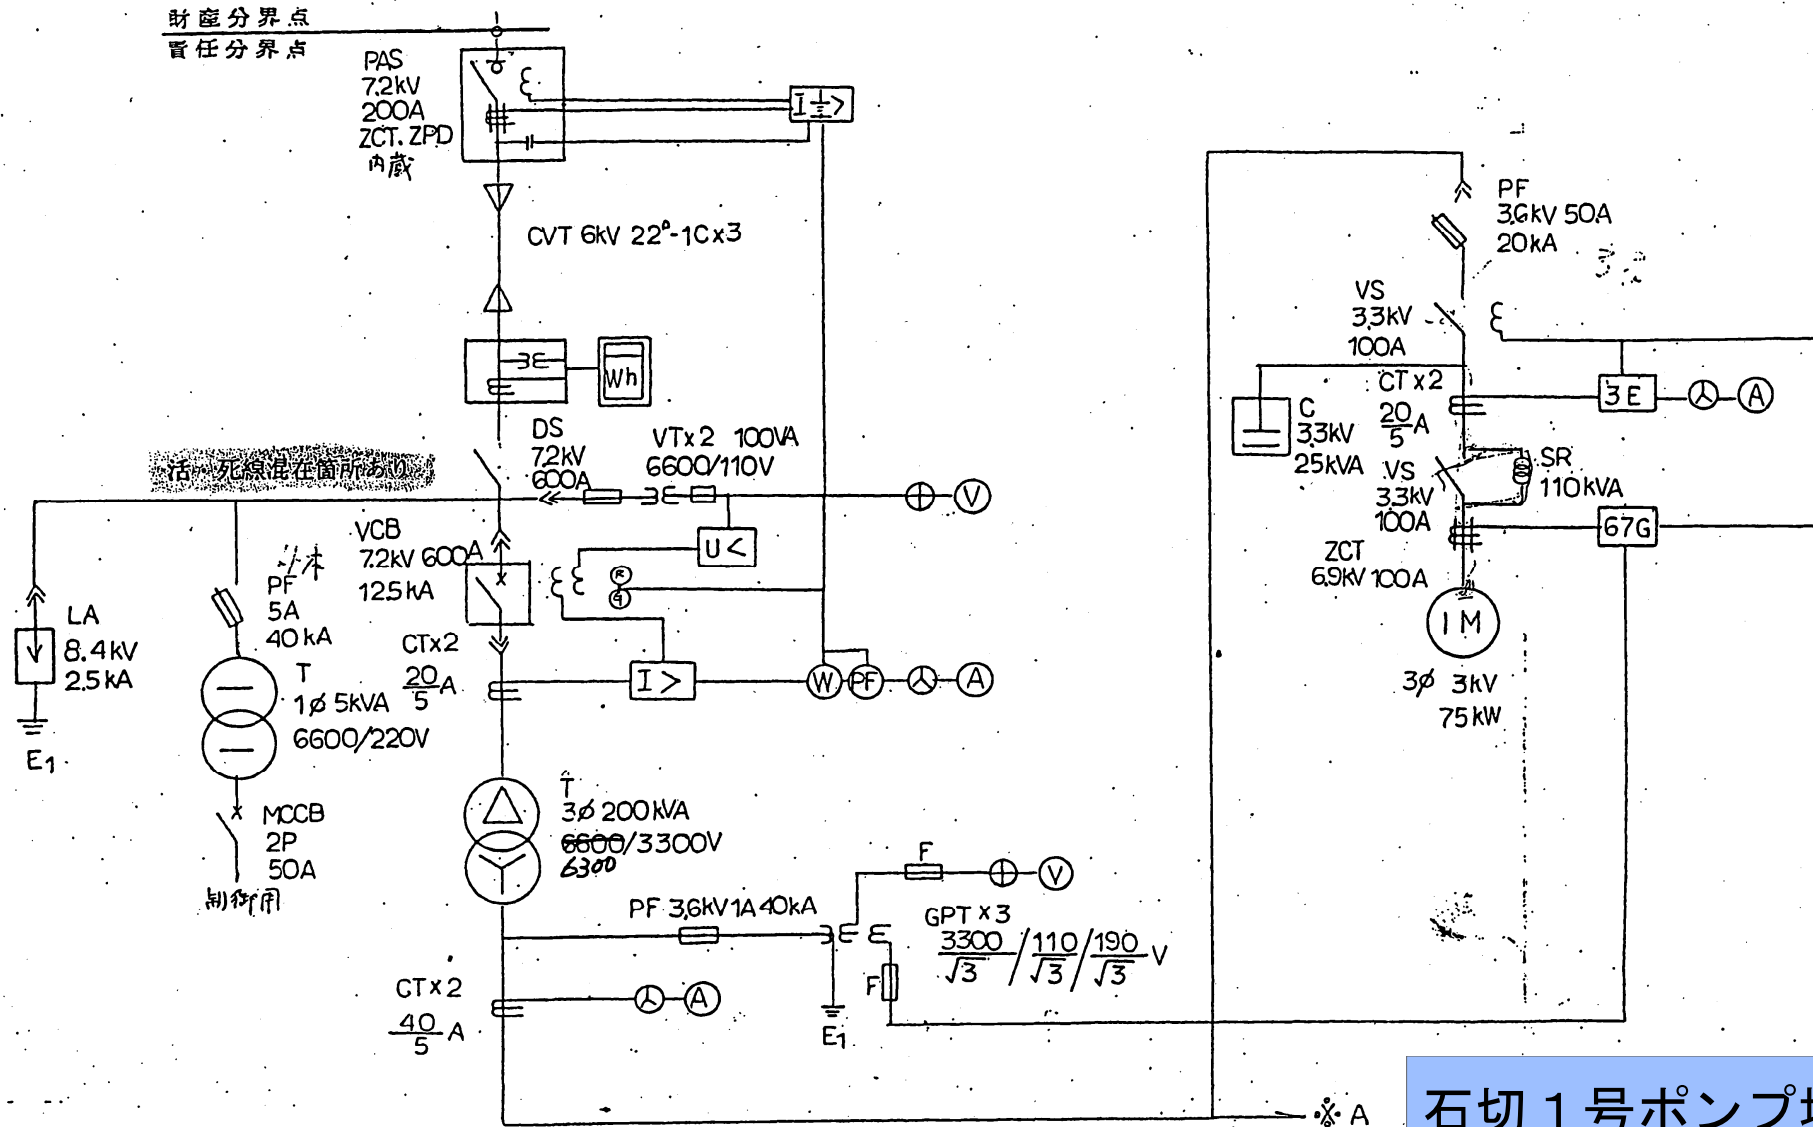 財産分界点
責任分界点
PAS
7.2kV
200A
ZCT. ZPD
内蔵
I ⏚ >
CVT 6kV 22□-1C×3
Wh
DS
7.2kV
600A
VT×2 100VA
6600/110V
V
活・死線混在箇所あり
VCB
7.2kV 600A
12.5kA
U<
R
G
LA
8.4kV
2.5kA
E1
PF
5A
40kA
T
1ø 5kVA
6600/220V
MCCB
2P
50A
制御用
CT×2
20/5 A
I >
W
PF
A
T
3ø 200kVA
6600/3300V
6300
PF 3.6kV 1A 40kA
F
V
GPT×3
3300/√3 / 110/√3 / 190/√3 V
F
E1
CT×2
40/5 A
A
※ A
PF
3.6kV 50A
20kA
VS
3.3kV
100A
C
3.3kV
25kVA
CT×2
20/5 A
3E
A
VS
3.3kV
100A
SR
110kVA
67G
ZCT
6.9kV 100A
IM
3ø 3kV
75kW
石切1号ポンプ場